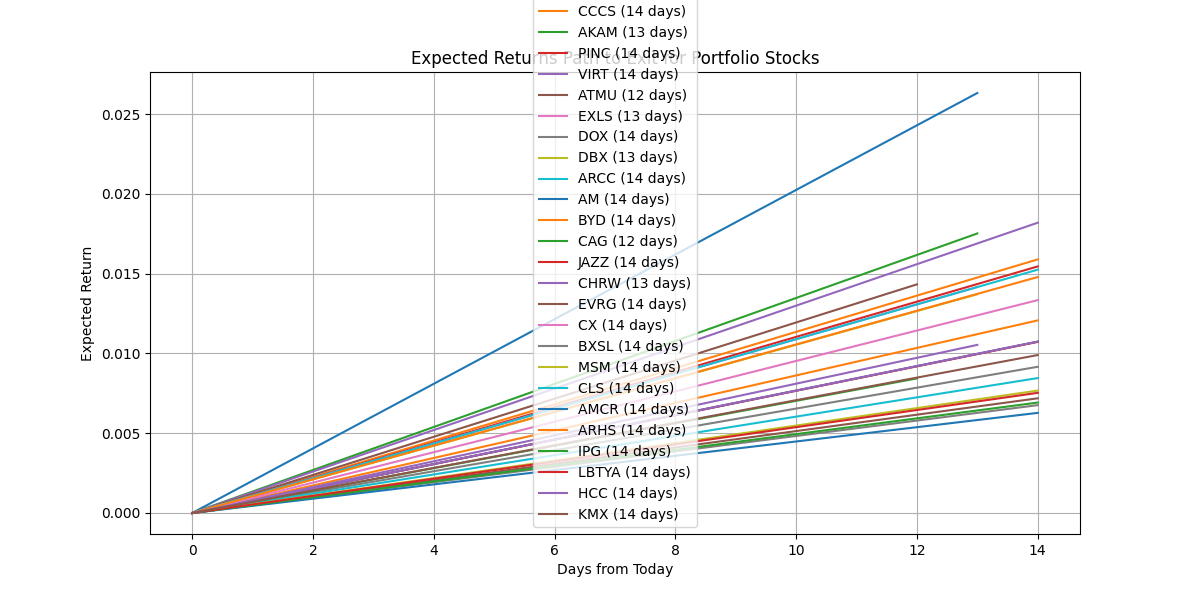 CCCS (14 days)
AKAM (13 days)
PINC (14 days)
Expected Returns Path to Exit for Portfolio Stocks
VIRT (14 days)
ATMU (12 days)
EXLS (13 days)
DOX (14 days)
DBX (13 days)
ARCC (14 days)
AM (14 days)
BYD (14 days)
CAG (12 days)
JAZZ (14 days)
CHRW (13 days)
EVRG (14 days)
CX (14 days)
BXSL (14 days)
MSM (14 days)
CLS (14 days)
AMCR (14 days)
ARHS (14 days)
IPG (14 days)
LBTYA (14 days)
HCC (14 days)
KMX (14 days)
Expected Return
0.025
0.020
0.015
0.010
0.005
0.000
0 2 4 6 8 10 12 14
Days from Today